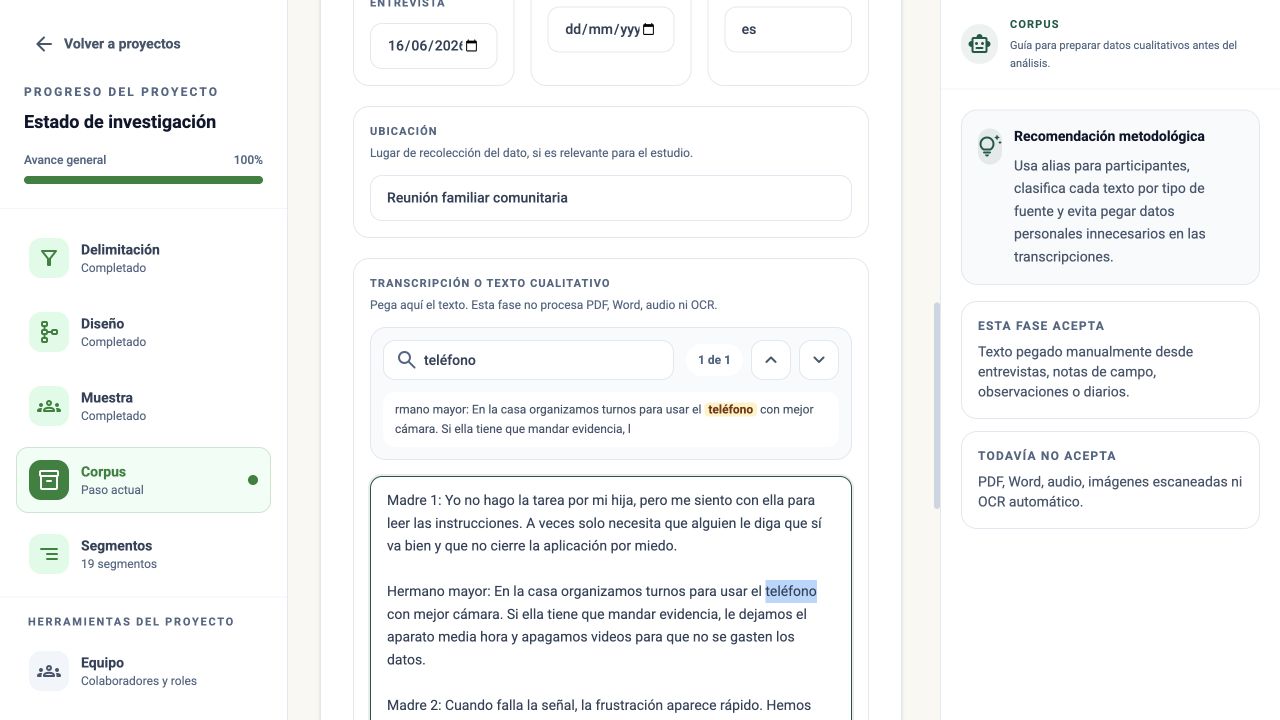 Volver a proyectos
PROGRESO DEL PROYECTO
Estado de investigación
Avance general 100%
Delimitación
Completado
Diseño
Completado
Muestra
Completado
Corpus
Paso actual
Segmentos
19 segmentos
HERRAMIENTAS DEL PROYECTO
Equipo
Colaboradores y roles
ENTREVISTA
16/06/2026
dd/mm/yyy
es
UBICACIÓN
Lugar de recolección del dato, si es relevante para el estudio.
Reunión familiar comunitaria
TRANSCRIPCIÓN O TEXTO CUALITATIVO
Pega aquí el texto. Esta fase no procesa PDF, Word, audio ni OCR.
teléfono
1 de 1
rmano mayor: En la casa organizamos turnos para usar el teléfono con mejor
cámara. Si ella tiene que mandar evidencia, l
Madre 1: Yo no hago la tarea por mi hija, pero me siento con ella para
leer las instrucciones. A veces solo necesita que alguien le diga que sí
va bien y que no cierre la aplicación por miedo.
Hermano mayor: En la casa organizamos turnos para usar el teléfono
con mejor cámara. Si ella tiene que mandar evidencia, le dejamos el
aparato media hora y apagamos videos para que no se gasten los
datos.
Madre 2: Cuando falla la señal, la frustración aparece rápido. Hemos
CORPUS
Guía para preparar datos cualitativos antes del
análisis.
Recomendación metodológica
Usa alias para participantes,
clasifica cada texto por tipo de
fuente y evita pegar datos
personales innecesarios en las
transcripciones.
ESTA FASE ACEPTA
Texto pegado manualmente desde
entrevistas, notas de campo,
observaciones o diarios.
TODAVÍA NO ACEPTA
PDF, Word, audio, imágenes escaneadas ni
OCR automático.